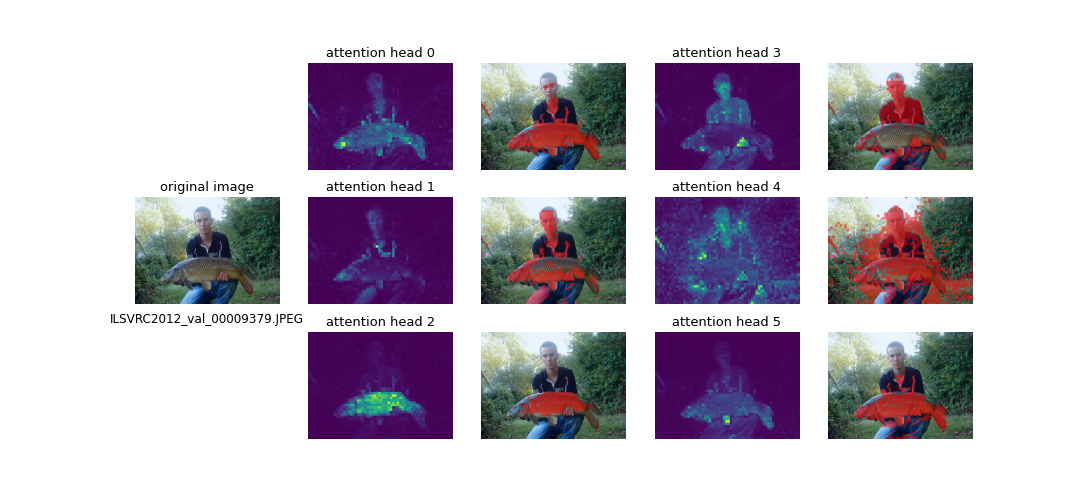 attention head 0
attention head 3
original image
attention head 1
attention head 4
ILSVRC2012_val_00009379.JPEG
attention head 2
attention head 5